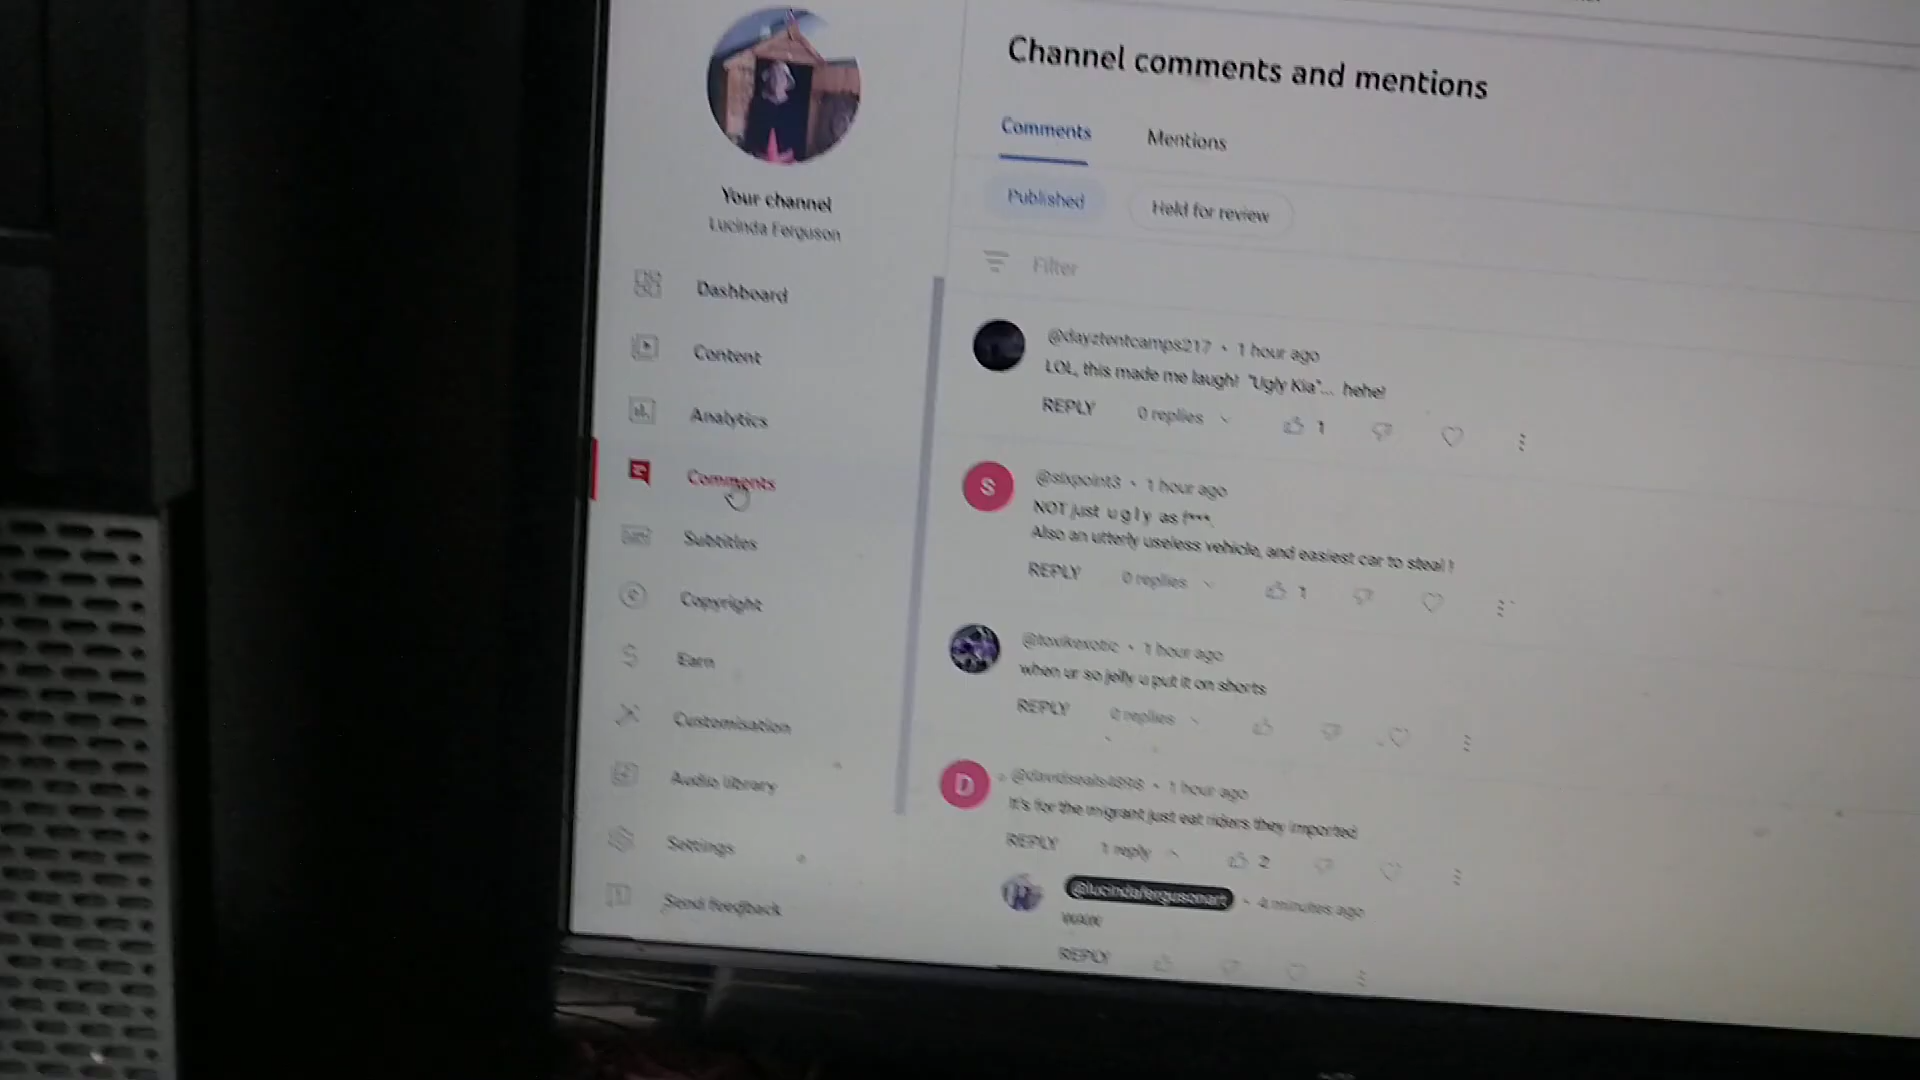 Channel comments and mentions
Comments
Mentions
Published
Held for review
Filter
Your channel
Lucinda Ferguson
Dashboard
Content
Analytics
Comments
Subtitles
Copyright
Earn
Customisation
Audio library
Settings
Send feedback
@dayztentcamps217 • 1 hour ago
LOL, this made me laugh! "Ugly Kia"... hehe!
REPLY 0 replies 1
S
@sixpoint3 • 1 hour ago
NOT just u g l y as f***.
Also an utterly useless vehicle, and easiest car to steal !
REPLY 0 replies 1
@toxikexotic • 1 hour ago
when ur so jelly u put it on shorts
REPLY 0 replies
D
@davidseals4898 • 1 hour ago
It's for the migrant just eat riders they imported
REPLY 1 reply 2
@lucindafergusonart • 4 minutes ago
REPLY